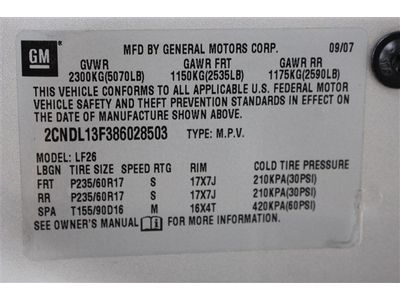 GM
MFD BY GENERAL MOTORS CORP. 09/07
GVWR GAWR FRT GAWR RR
2300KG(5070LB) 1150KG(2535LB) 1175KG(2590LB)
THIS VEHICLE CONFORMS TO ALL APPLICABLE U.S. FEDERAL MOTOR
VEHICLE SAFETY AND THEFT PREVENTION STANDARDS IN EFFECT ON
THE DATE OF MANUFACTURE SHOWN ABOVE.
2CNDL13F386028503 TYPE: M.P.V.
MODEL: LF26
LBGN TIRE SIZE SPEED RTG RIM COLD TIRE PRESSURE
FRT P235/60R17 S 17X7J 210KPA(30PSI)
RR P235/60R17 S 17X7J 210KPA(30PSI)
SPA T155/90D16 M 16X4T 420KPA(60PSI)
SEE OWNER'S MANUAL i FOR MORE INFORMATION.